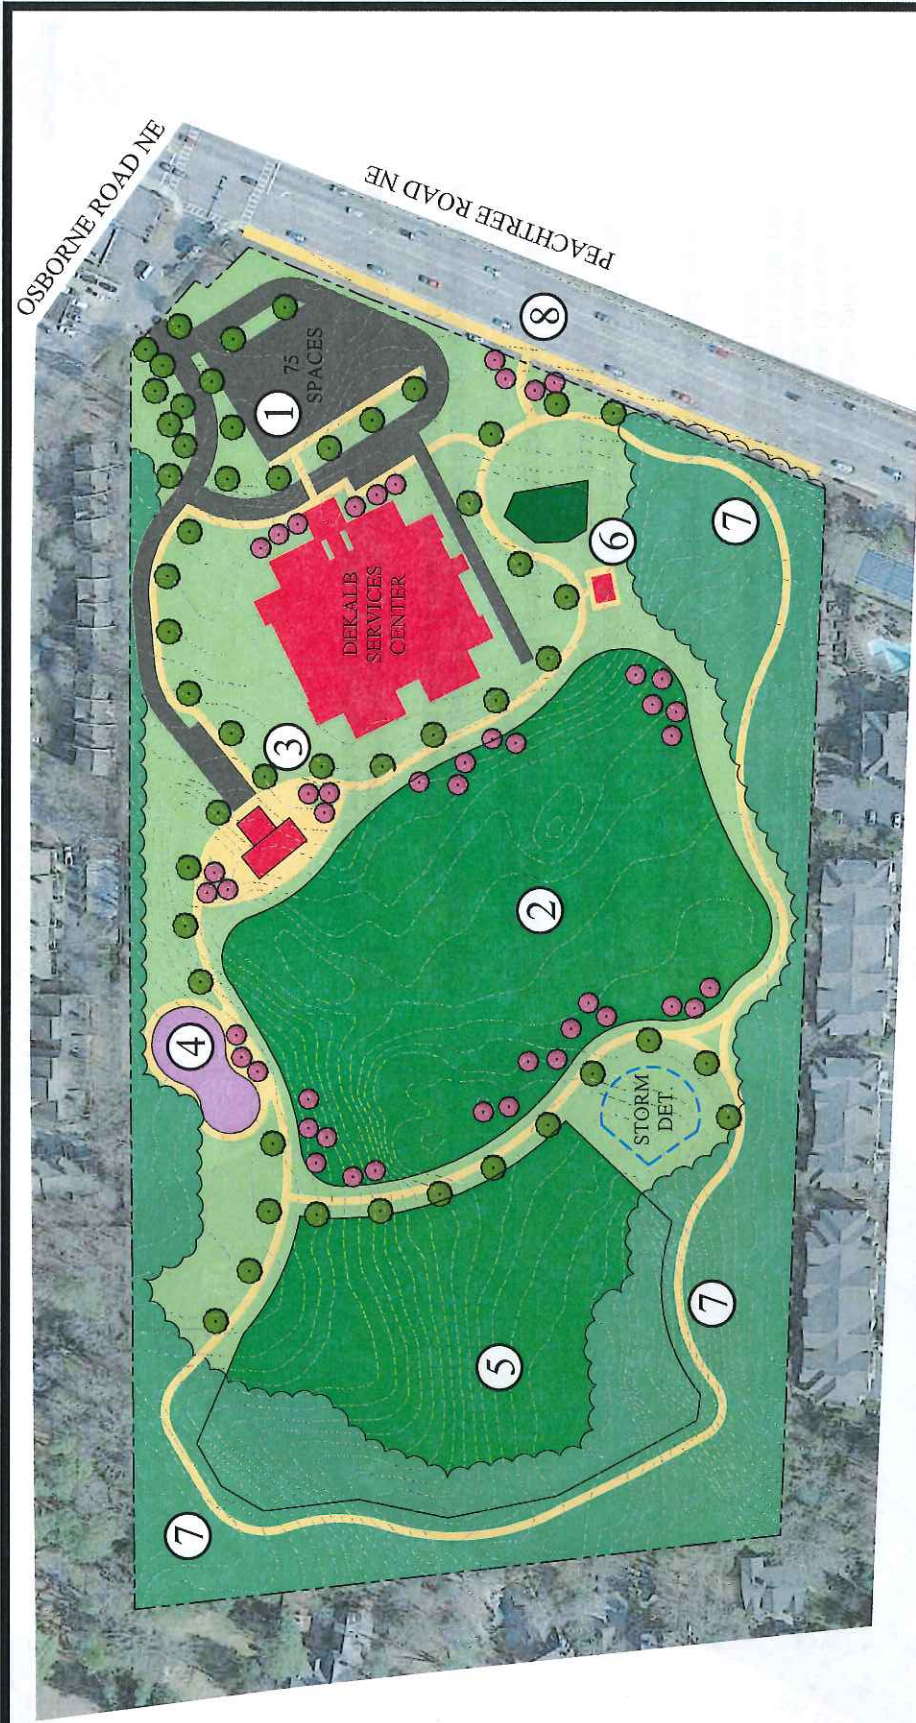 OSBORNE ROAD NE
PEACHTREE ROAD NE
8
75
SPACES
1
7
6
DEKALB
SERVICES
CENTER
3
2
4
STORM
DET
7
5
7